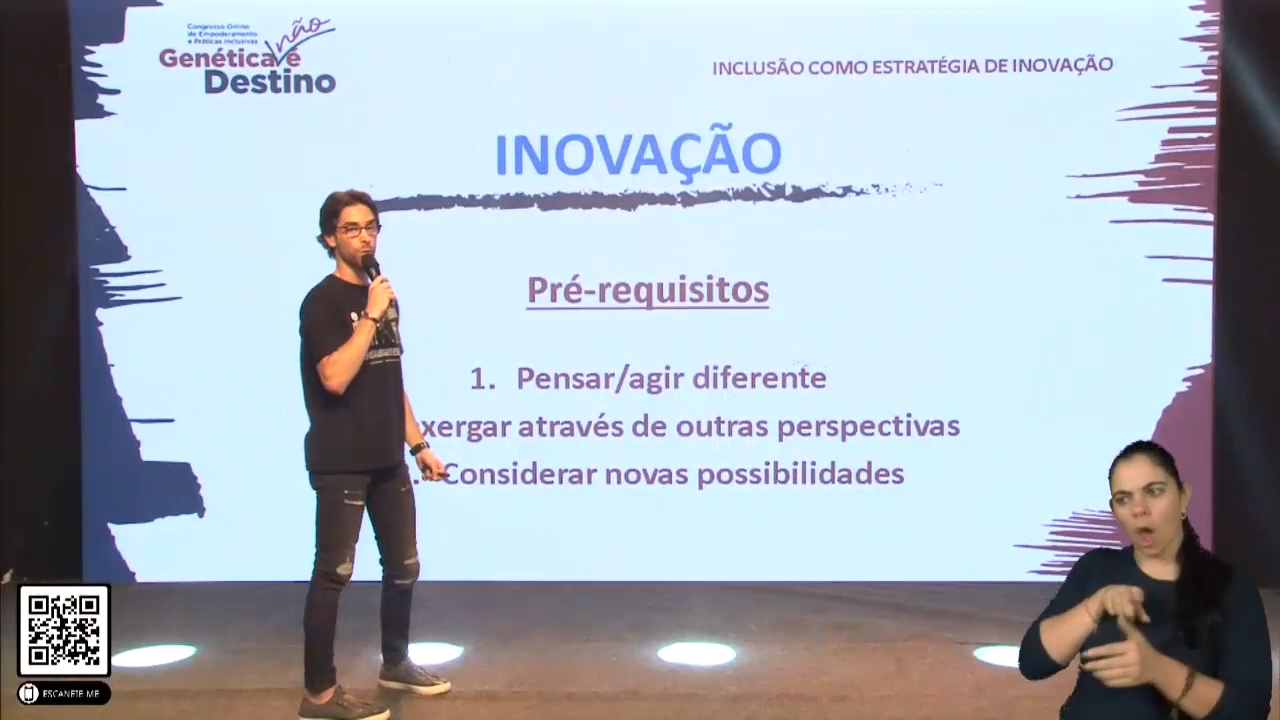 Congresso Online
de Empoderamento
e Práticas Inclusivas
Genética não é
Destino
INCLUSÃO COMO ESTRATÉGIA DE INOVAÇÃO
INOVAÇÃO
Pré-requisitos
1. Pensar/agir diferente
xergar através de outras perspectivas
. Considerar novas possibilidades
ESCANEIE ME